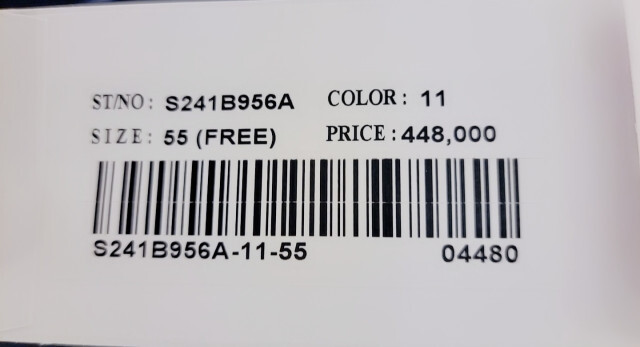 ST/NO: S241B956A COLOR: 11
SIZE: 55 (FREE) PRICE: 448,000
S241B956A-11-55 04480